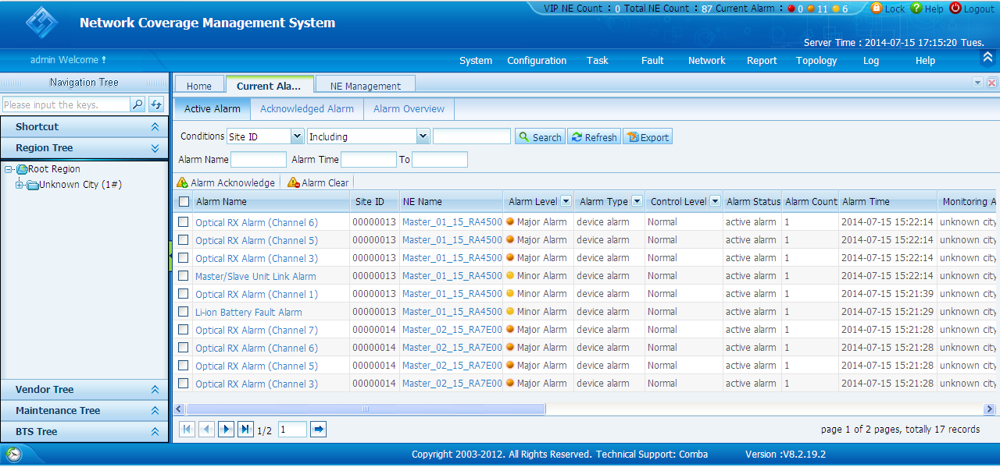 VIP NE Count : 0 Total NE Count : 87 Current Alarm : 0 11 6 Lock Help Logout
Network Coverage Management System
Server Time : 2014-07-15 17:15:20 Tues.
admin Welcome !
System Configuration Task Fault Network Report Topology Log Help
Navigation Tree
Home Current Ala... NE Management
Please input the keys.
Active Alarm Acknowledged Alarm Alarm Overview
Shortcut
Region Tree
Root Region
Unknown City (1#)
Vendor Tree
Maintenance Tree
BTS Tree
Conditions Site ID Including Search Refresh Export
Alarm Name Alarm Time To
Alarm Acknowledge Alarm Clear
Alarm Name Site ID NE Name Alarm Level Alarm Type Control Level Alarm Status Alarm Count Alarm Time Monitoring A
Optical RX Alarm (Channel 6) 00000013 Master_01_15_RA4500 Major Alarm device alarm Normal active alarm 1 2014-07-15 15:22:14 unknown city
Optical RX Alarm (Channel 5) 00000013 Master_01_15_RA4500 Major Alarm device alarm Normal active alarm 1 2014-07-15 15:22:14 unknown city
Optical RX Alarm (Channel 3) 00000013 Master_01_15_RA4500 Major Alarm device alarm Normal active alarm 1 2014-07-15 15:22:14 unknown city
Master/Slave Unit Link Alarm 00000013 Master_01_15_RA4500 Minor Alarm device alarm Normal active alarm 1 2014-07-15 15:22:14 unknown city
Optical RX Alarm (Channel 1) 00000013 Master_01_15_RA4500 Minor Alarm device alarm Normal active alarm 1 2014-07-15 15:21:39 unknown city
Li-ion Battery Fault Alarm 00000013 Master_01_15_RA4500 Minor Alarm device alarm Normal active alarm 1 2014-07-15 15:21:29 unknown city
Optical RX Alarm (Channel 7) 00000014 Master_02_15_RA7E00 Major Alarm device alarm Normal active alarm 1 2014-07-15 15:21:28 unknown city
Optical RX Alarm (Channel 6) 00000014 Master_02_15_RA7E00 Major Alarm device alarm Normal active alarm 1 2014-07-15 15:21:28 unknown city
Optical RX Alarm (Channel 5) 00000014 Master_02_15_RA7E00 Major Alarm device alarm Normal active alarm 1 2014-07-15 15:21:28 unknown city
Optical RX Alarm (Channel 3) 00000014 Master_02_15_RA7E00 Major Alarm device alarm Normal active alarm 1 2014-07-15 15:21:28 unknown city
1/2 1 page 1 of 2 pages, totally 17 records
Copyright 2003-2012. All Rights Reserved. Technical Support: Comba Version :V8.2.19.2